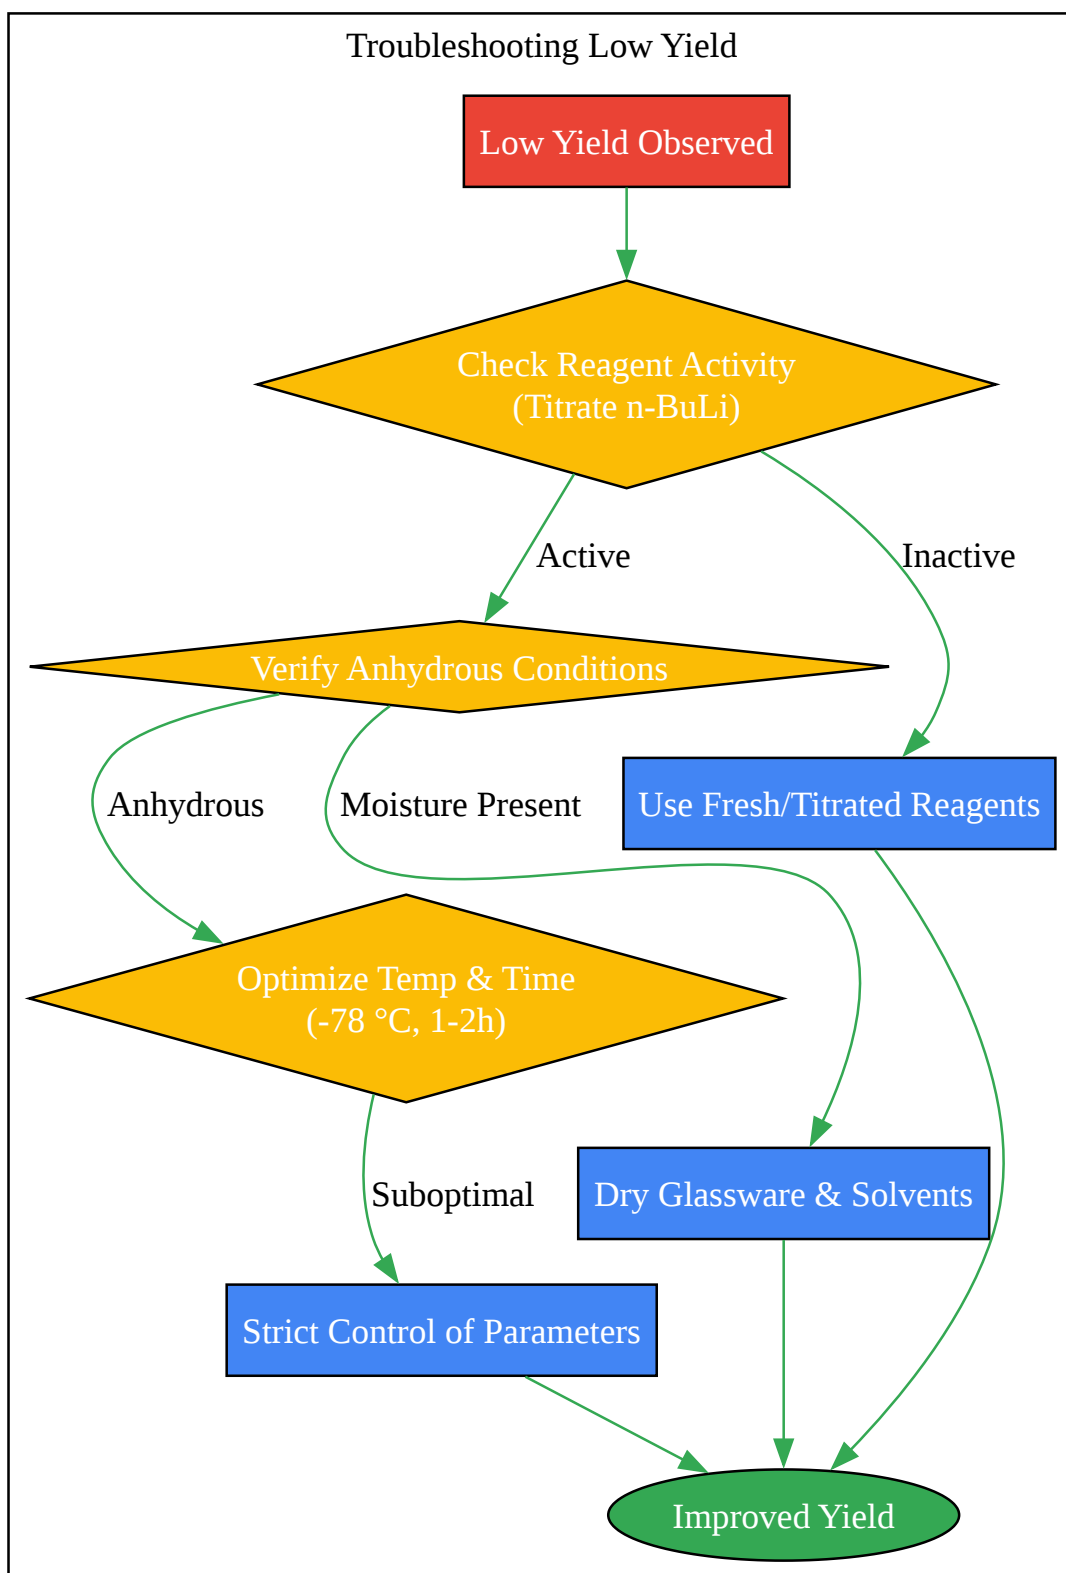 Troubleshooting Low Yield
Low Yield Observed
Check Reagent Activity
(Titrate n-BuLi)
Active
Inactive
Verify Anhydrous Conditions
Anhydrous
Moisture Present
Use Fresh/Titrated Reagents
Optimize Temp & Time
(-78 °C, 1-2h)
Suboptimal
Dry Glassware & Solvents
Strict Control of Parameters
Improved Yield